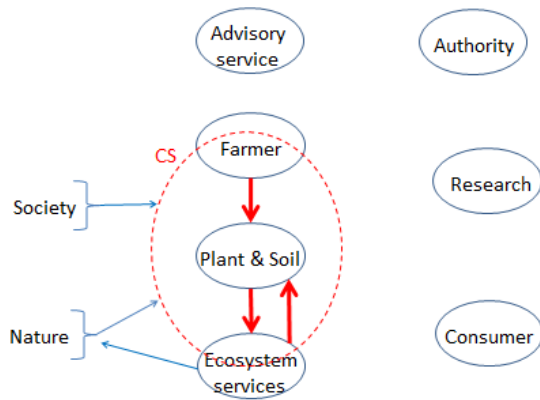 Advisory
service
Authority
CS
Farmer
Research
Society
Plant & Soil
Nature
Consumer
Ecosystem
services